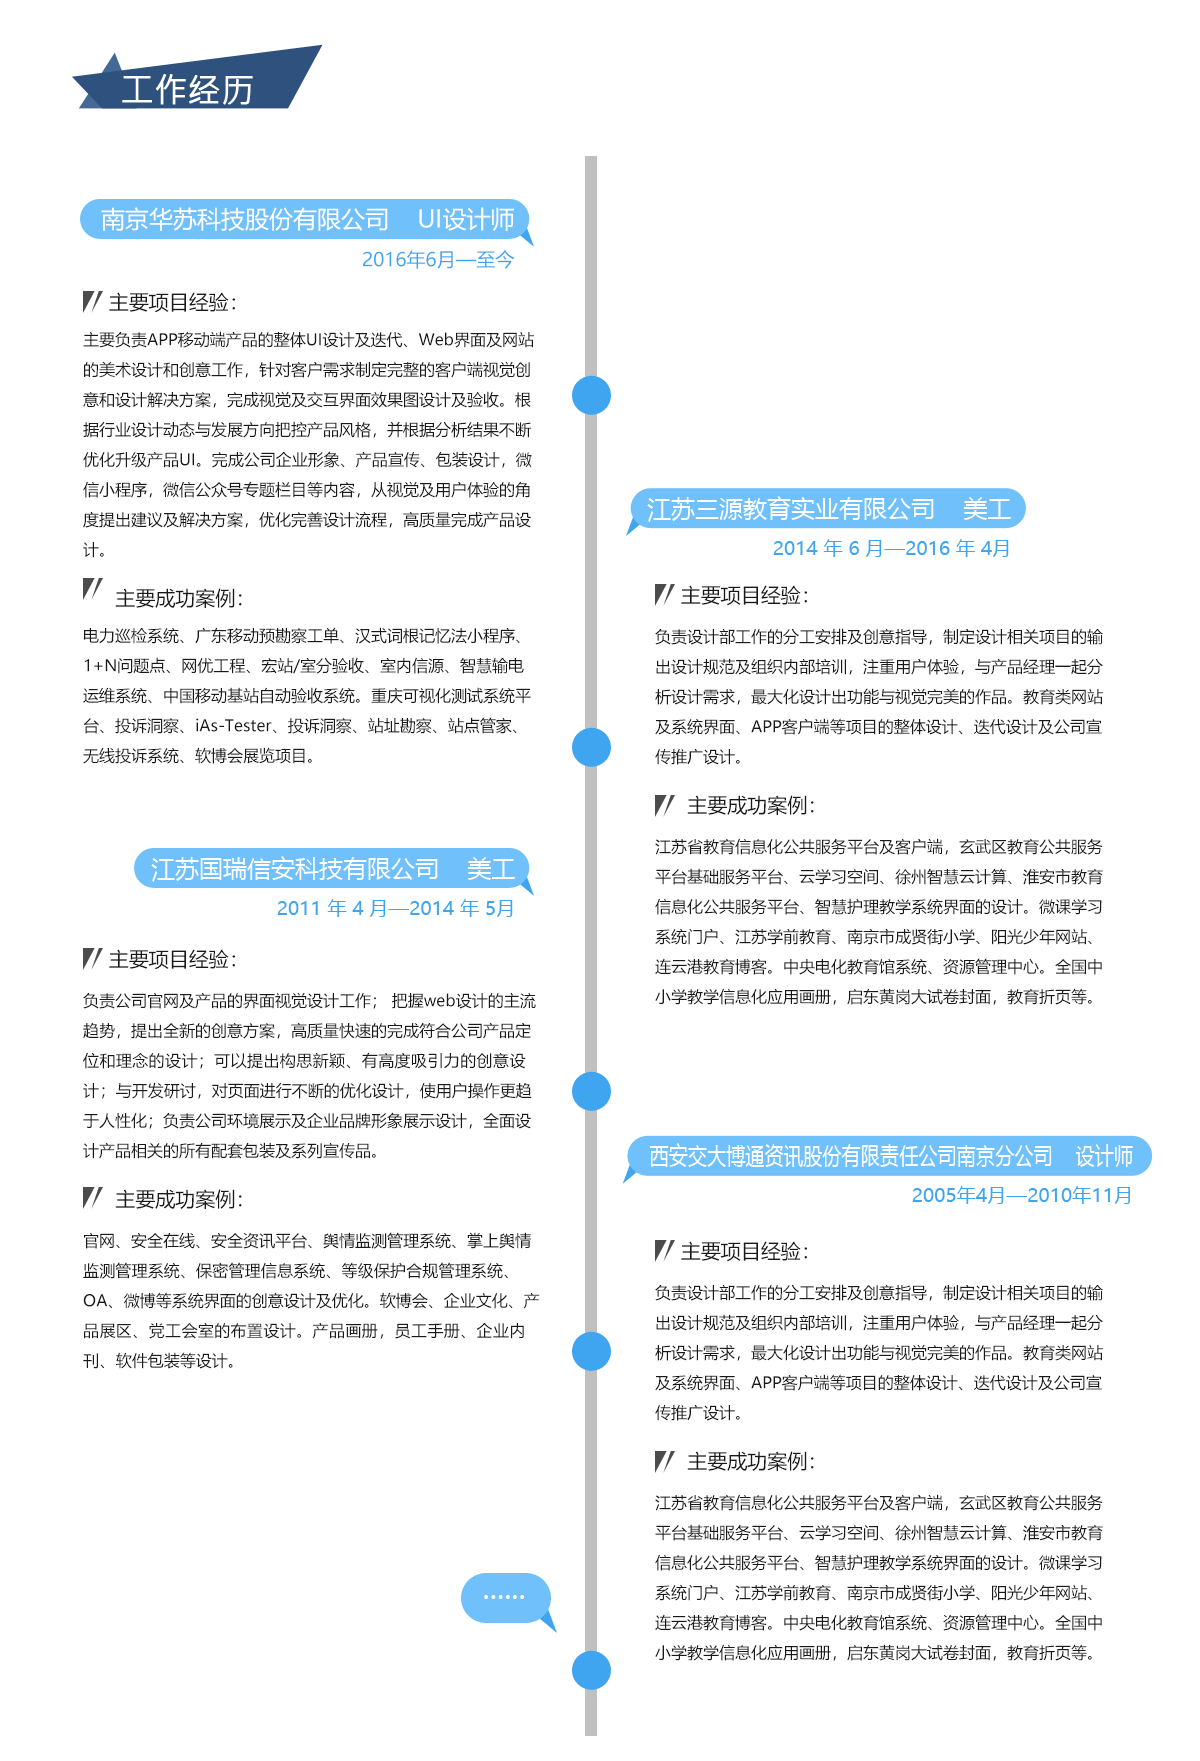 工作经历
南京华苏科技股份有限公司 UI设计师
2016年6月—至今
主要项目经验：
主要负责APP移动端产品的整体UI设计及迭代、Web界面及网站
的美术设计和创意工作，针对客户需求制定完整的客户端视觉创
意和设计解决方案，完成视觉及交互界面效果图设计及验收。根
据行业设计动态与发展方向把控产品风格，并根据分析结果不断
优化升级产品UI。完成公司企业形象、产品宣传、包装设计，微
信小程序，微信公众号专题栏目等内容，从视觉及用户体验的角
度提出建议及解决方案，优化完善设计流程，高质量完成产品设
计。
主要成功案例：
电力巡检系统、广东移动预勘察工单、汉式词根记忆法小程序、
1+N问题点、网优工程、宏站/室分验收、室内信源、智慧输电
运维系统、中国移动基站自动验收系统。重庆可视化测试系统平
台、投诉洞察、iAs-Tester、投诉洞察、站址勘察、站点管家、
无线投诉系统、软博会展览项目。
江苏三源教育实业有限公司 美工
2014 年 6 月—2016 年 4月
主要项目经验：
负责设计部工作的分工安排及创意指导，制定设计相关项目的输
出设计规范及组织内部培训，注重用户体验，与产品经理一起分
析设计需求，最大化设计出功能与视觉完美的作品。教育类网站
及系统界面、APP客户端等项目的整体设计、迭代设计及公司宣
传推广设计。
主要成功案例：
江苏省教育信息化公共服务平台及客户端，玄武区教育公共服务
平台基础服务平台、云学习空间、徐州智慧云计算、淮安市教育
信息化公共服务平台、智慧护理教学系统界面的设计。微课学习
系统门户、江苏学前教育、南京市成贤街小学、阳光少年网站、
连云港教育博客。中央电化教育馆系统、资源管理中心。全国中
小学教学信息化应用画册，启东黄岗大试卷封面，教育折页等。
江苏国瑞信安科技有限公司 美工
2011 年 4 月—2014 年 5月
主要项目经验：
负责公司官网及产品的界面视觉设计工作； 把握web设计的主流
趋势，提出全新的创意方案，高质量快速的完成符合公司产品定
位和理念的设计；可以提出构思新颖、有高度吸引力的创意设
计；与开发研讨，对页面进行不断的优化设计，使用户操作更趋
于人性化；负责公司环境展示及企业品牌形象展示设计，全面设
计产品相关的所有配套包装及系列宣传品。
主要成功案例：
官网、安全在线、安全资讯平台、舆情监测管理系统、掌上舆情
监测管理系统、保密管理信息系统、等级保护合规管理系统、
OA、微博等系统界面的创意设计及优化。软博会、企业文化、产
品展区、党工会室的布置设计。产品画册，员工手册、企业内
刊、软件包装等设计。
西安交大博通资讯股份有限责任公司南京分公司 设计师
2005年4月—2010年11月
主要项目经验：
负责设计部工作的分工安排及创意指导，制定设计相关项目的输
出设计规范及组织内部培训，注重用户体验，与产品经理一起分
析设计需求，最大化设计出功能与视觉完美的作品。教育类网站
及系统界面、APP客户端等项目的整体设计、迭代设计及公司宣
传推广设计。
主要成功案例：
江苏省教育信息化公共服务平台及客户端，玄武区教育公共服务
平台基础服务平台、云学习空间、徐州智慧云计算、淮安市教育
信息化公共服务平台、智慧护理教学系统界面的设计。微课学习
系统门户、江苏学前教育、南京市成贤街小学、阳光少年网站、
连云港教育博客。中央电化教育馆系统、资源管理中心。全国中
小学教学信息化应用画册，启东黄岗大试卷封面，教育折页等。
······